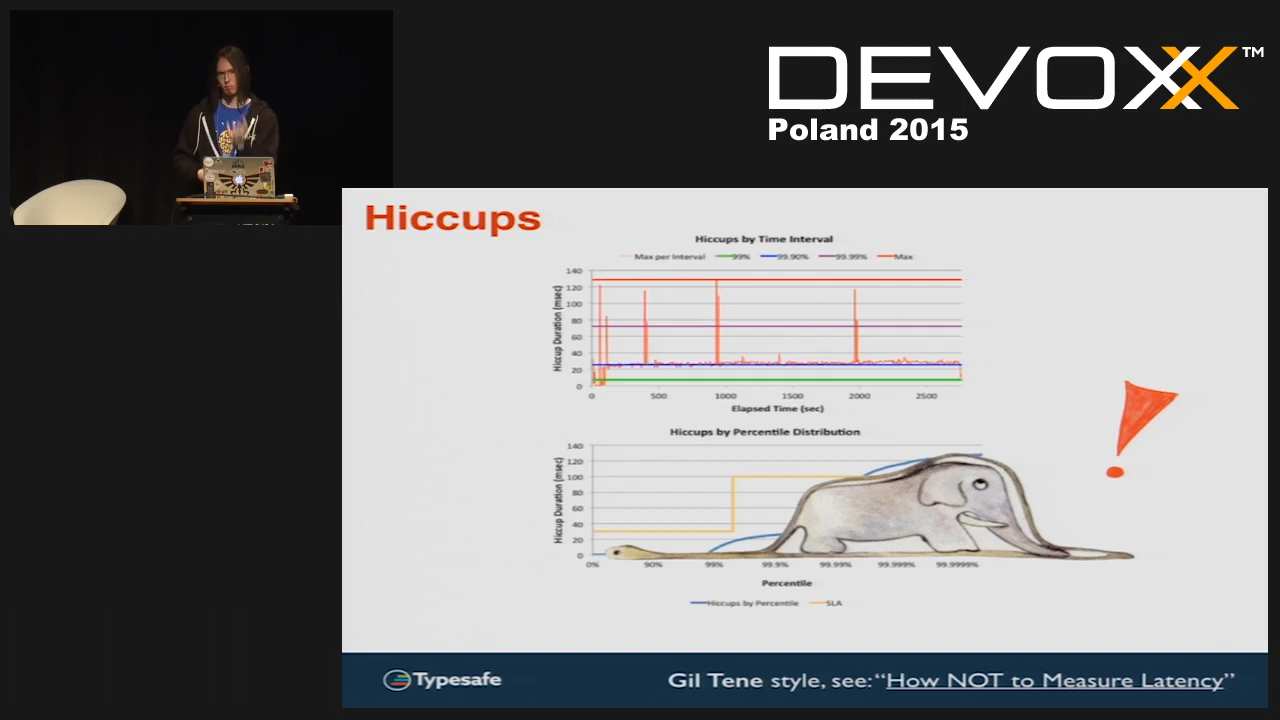 DEVOXX™
Poland 2015
Hiccups
Hiccups by Time Interval
Max per Interval 99% 99.90% 99.99% Max
Hiccup Duration (msec)
140
120
100
80
60
40
20
0
0 500 1000 1500 2000 2500
Elapsed Time (sec)
Hiccups by Percentile Distribution
Hiccup Duration (msec)
140
120
100
80
60
40
20
0
0% 90% 99% 99.9% 99.99% 99.999% 99.9999%
Percentile
Hiccups by Percentile SLA
!
Typesafe
Gil Tene style, see: “How NOT to Measure Latency”